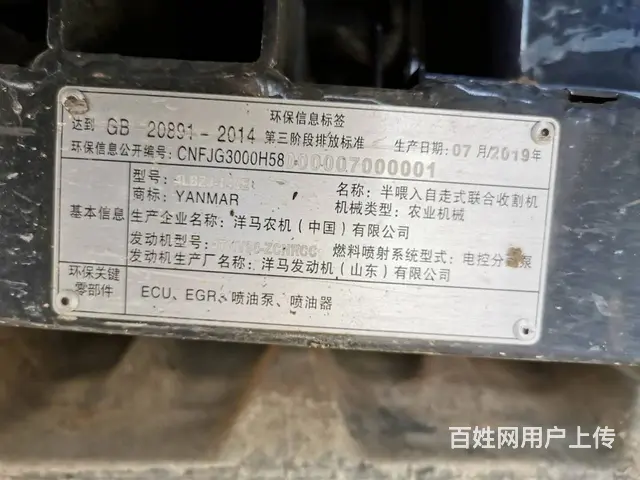 环保信息标签
达到 GB 20891-2014 第三阶段排放标准 生产日期:07月/2019年
环保信息公开编号:CNFJG3000H58000007000001
型号:
名称:半喂入自走式联合收割机
商标:YANMAR
机械类型:农业机械
基本信息
生产企业名称:洋马农机(中国)有限公司
发动机型号:
燃料喷射系统型式:电控分配泵
发动机生产厂名称:洋马发动机(山东)有限公司
环保关键零部件
ECU、EGR、喷油泵、喷油器
百姓网用户上传